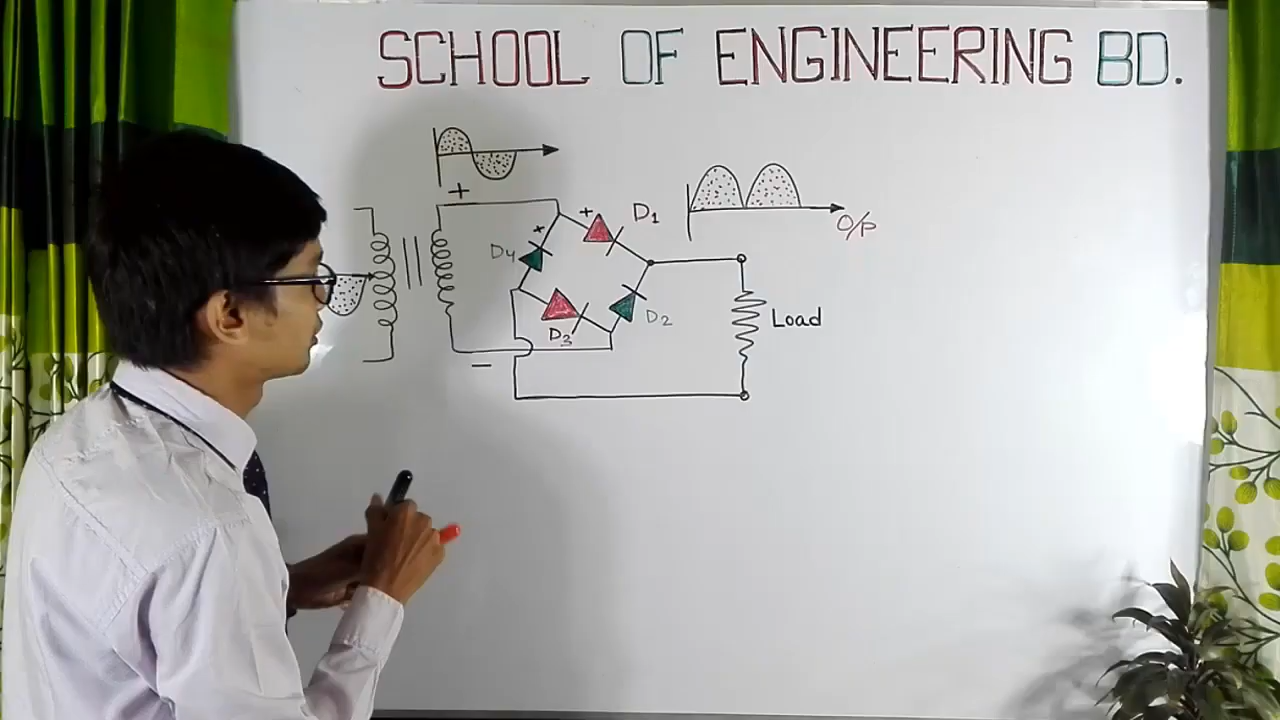 SCHOOL OF ENGINEERING BD.
+
+ D1
O/P
+
D4
D2
Load
D3
−